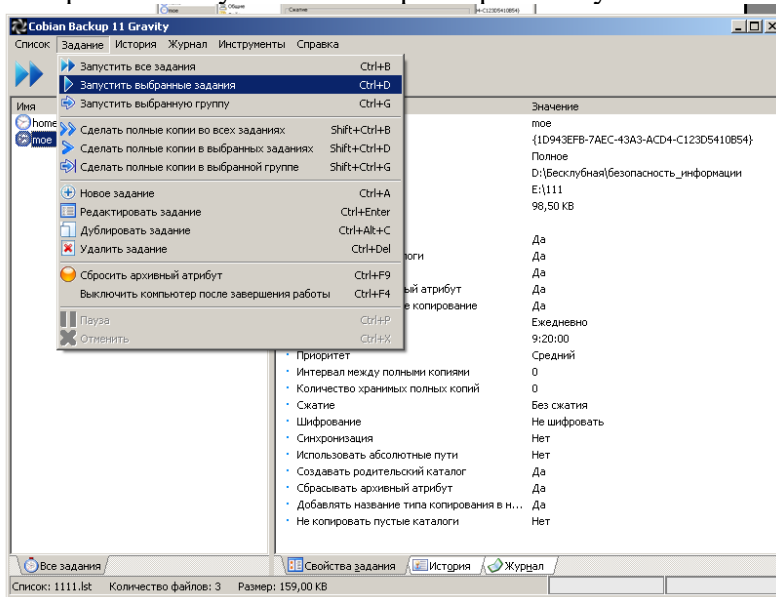 Cobian Backup 11 Gravity
Список Задание История Журнал Инструменты Справка
Запустить все задания Ctrl+B
Запустить выбранные задания Ctrl+D
Запустить выбранную группу Ctrl+G
Сделать полные копии во всех заданиях Shift+Ctrl+B
Сделать полные копии в выбранных заданиях Shift+Ctrl+D
Сделать полные копии в выбранной группе Shift+Ctrl+G
Новое задание Ctrl+A
Редактировать задание Ctrl+Enter
Дублировать задание Ctrl+Alt+C
Удалить задание Ctrl+Del
Сбросить архивный атрибут Ctrl+F9
Выключить компьютер после завершения работы Ctrl+F4
Пауза Ctrl+P
Отменить Ctrl+X
Имя
home
moe
Значение
moe
{1D943EFB-7AEC-43A3-ACD4-C123D5410B54}
Полное
D:\Бесклубная\безопасность_информации
E:\111
98,50 KB
Да
логи Да
Да
ый атрибут Да
е копирование Да
Ежедневно
9:20:00
Приоритет Средний
Интервал между полными копиями 0
Количество хранимых полных копий 0
Сжатие Без сжатия
Шифрование Не шифровать
Синхронизация Нет
Использовать абсолютные пути Нет
Создавать родительский каталог Да
Сбрасывать архивный атрибут Да
Добавлять название типа копирования в н... Да
Не копировать пустые каталоги Нет
Все задания Свойства задания История Журнал
Список: 1111.lst Количество файлов: 3 Размер: 159,00 KB